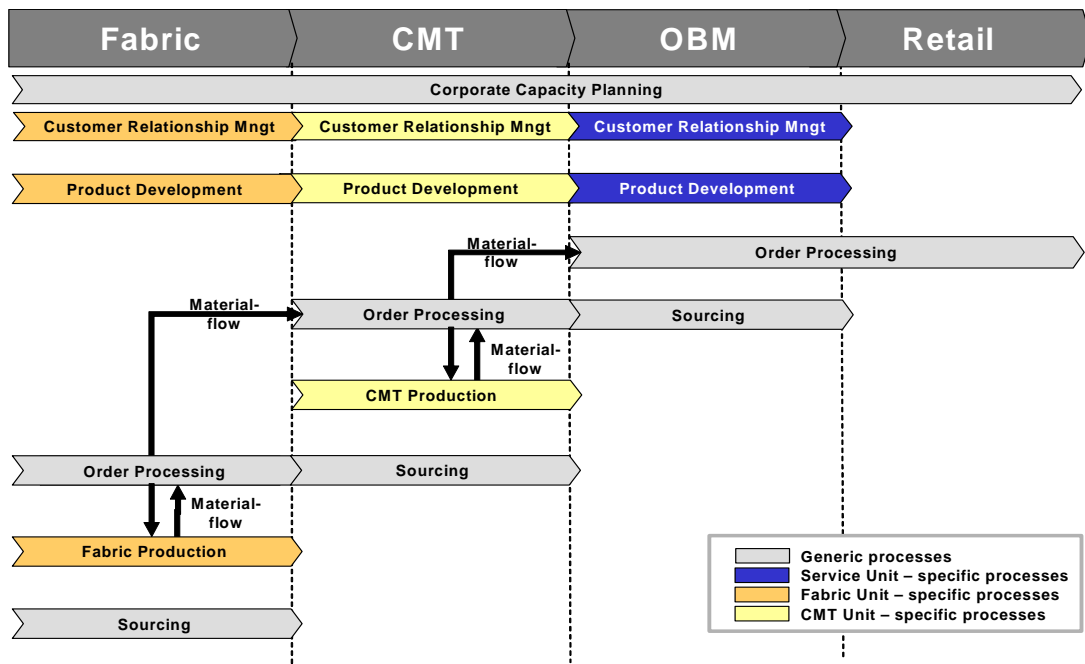 Fabric CMT OBM Retail
Corporate Capacity Planning
Customer Relationship Mngt Customer Relationship Mngt Customer Relationship Mngt
Product Development Product Development Product Development
Material-
flow
Order Processing
Material-
flow
Order Processing Sourcing
Material-
flow
CMT Production
Order Processing Sourcing
Material-
flow
Fabric Production
Sourcing
Generic processes
Service Unit – specific processes
Fabric Unit – specific processes
CMT Unit – specific processes